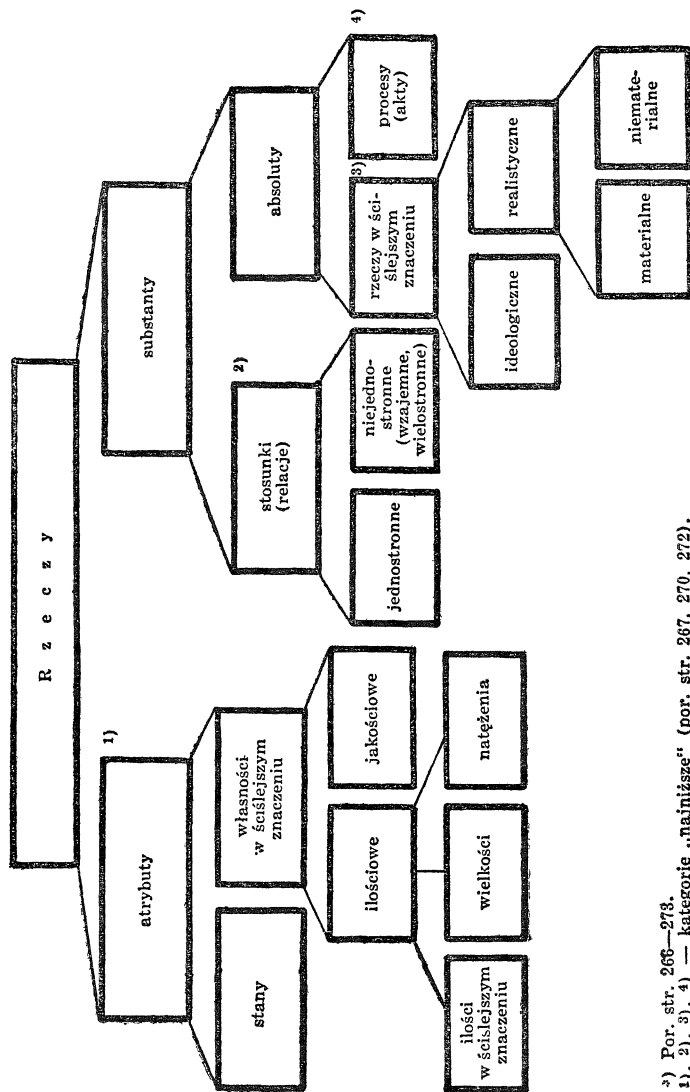 R z e c z y
atrybuty
1)
substanty
stany
własności
w ściślejszym
znaczeniu
stosunki
(relacje)
2)
absoluty
ilościowe
jakościowe
jednostronne
niejedno-
stronne
(wzajemne,
wielostronne)
rzeczy w ści-
ślejszym
znaczeniu
3)
procesy
(akty)
4)
ilości
w ściślejszym
znaczeniu
wielkości
natężenia
ideologiczne
realistyczne
materialne
niemate-
rialne
*) Por. str. 266—273.
1), 2), 3), 4) — kategorie „najniższe“ (por. str. 267, 270, 272).